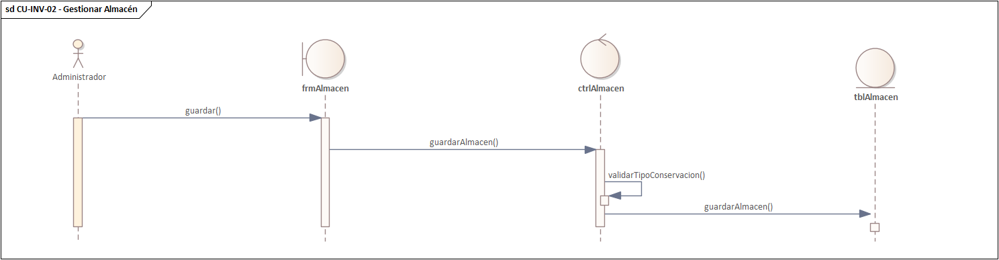 sd CU-INV-02 - Gestionar Almacén
Administrador
frmAlmacen
ctrlAlmacen
tblAlmacen
guardar()
guardarAlmacen()
validarTipoConservacion()
guardarAlmacen()